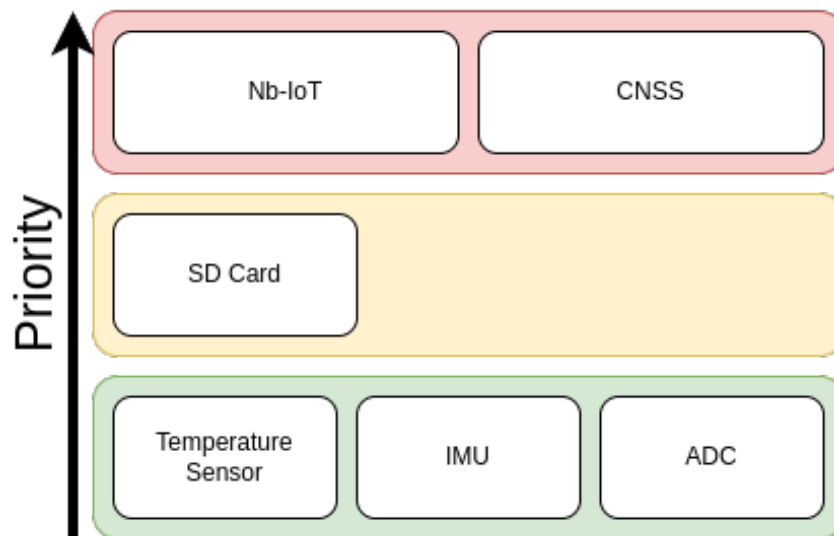 Priority
Nb-IoT
CNSS
SD Card
Temperature
Sensor
IMU
ADC